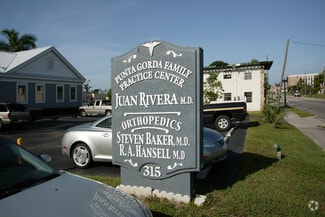 PUNTA GORDA FAMILY
PRACTICE CENTER
JUAN RIVERA M.D.
ORTHOPEDICS
STEVEN BAKER, M.D.
R. A. HANSELL, M.D
315